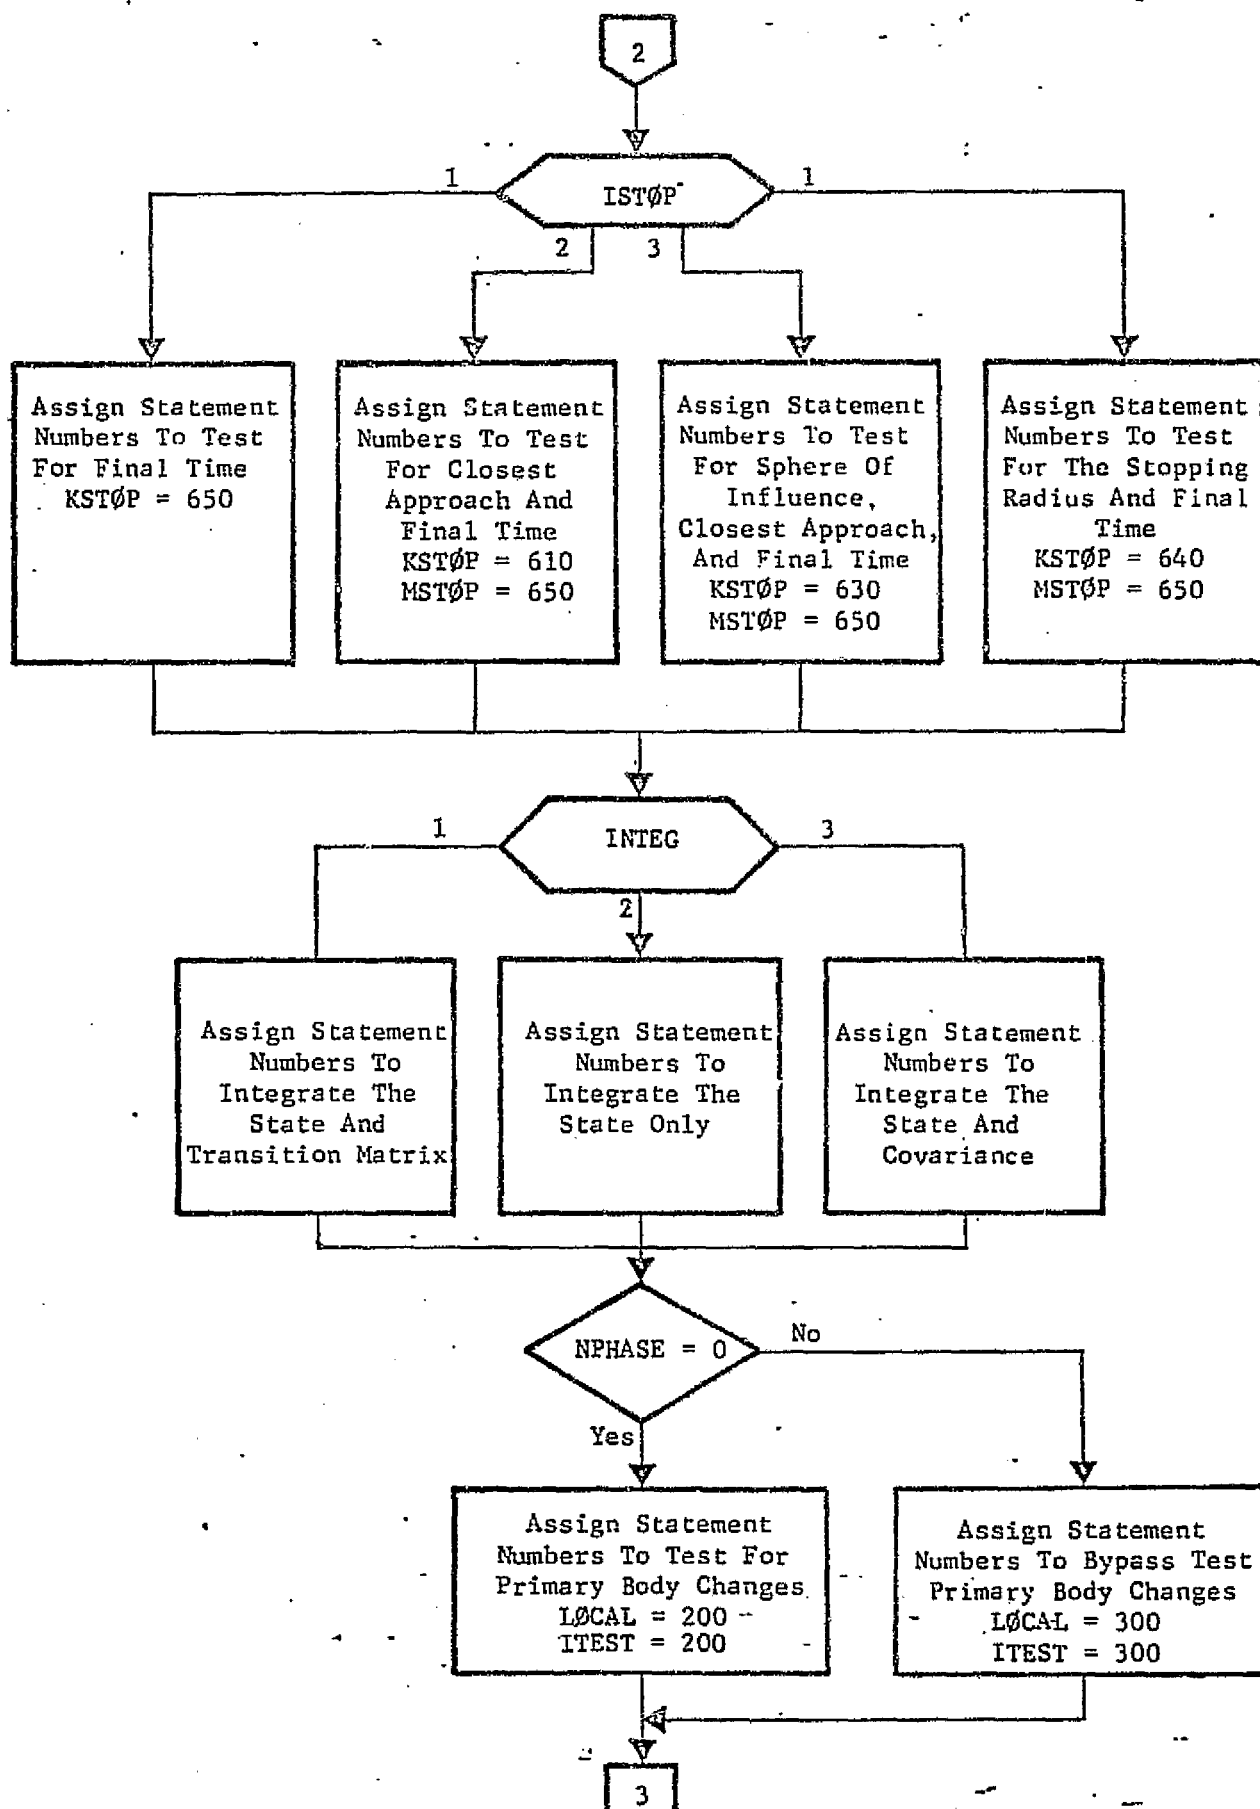 2
1
ISTØP
1
2
3
Assign Statement
Numbers To Test
For Final Time
KSTØP = 650
Assign Statement
Numbers To Test
For Closest
Approach And
Final Time
KSTØP = 610
MSTØP = 650
Assign Statement
Numbers To Test
For Sphere Of
Influence,
Closest Approach,
And Final Time
KSTØP = 630
MSTØP = 650
Assign Statement
Numbers To Test
For The Stopping
Radius And Final
Time
KSTØP = 640
MSTØP = 650
1
INTEG
3
2
Assign Statement
Numbers To
Integrate The
State And
Transition Matrix
Assign Statement
Numbers To
Integrate The
State Only
Assign Statement
Numbers To
Integrate The
State And
Covariance
NPHASE = 0
No
Yes
Assign Statement
Numbers To Test For
Primary Body Changes
LØCAL = 200
ITEST = 200
Assign Statement
Numbers To Bypass Test
Primary Body Changes
LØCAL = 300
ITEST = 300
3